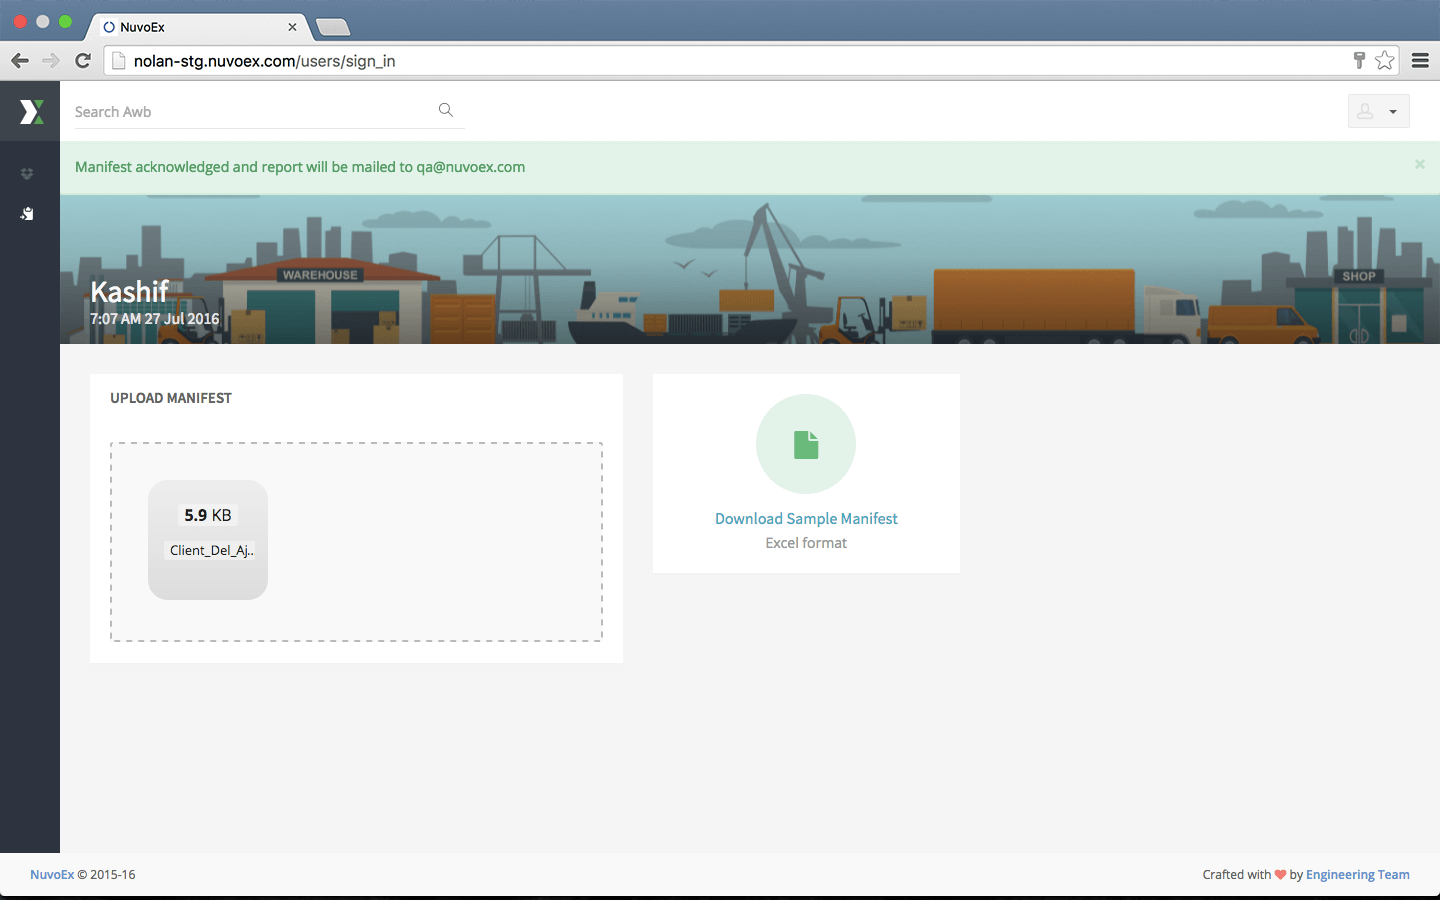 NuvoEx
nolan-stg.nuvoex.com/users/sign_in
Search Awb
Manifest acknowledged and report will be mailed to qa@nuvoex.com
WAREHOUSE
SHOP
Kashif
7:07 AM 27 Jul 2016
UPLOAD MANIFEST
5.9 KB
Client_Del_Aj..
Download Sample Manifest
Excel format
NuvoEx © 2015-16
Crafted with ❤ by Engineering Team